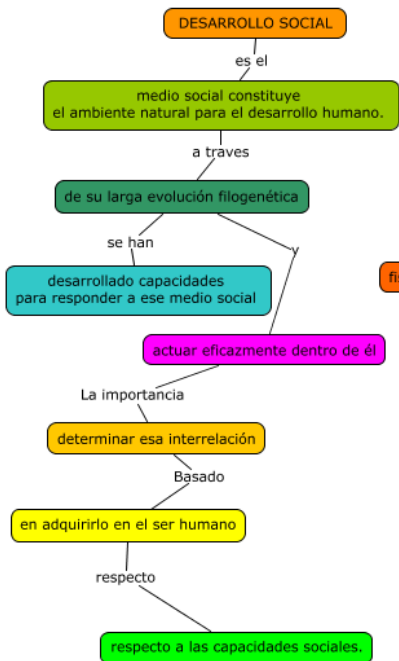 DESARROLLO SOCIAL
es el
medio social constituye
el ambiente natural para el desarrollo humano.
a traves
de su larga evolución filogenética
se han
y
desarrollado capacidades
para responder a ese medio social
actuar eficazmente dentro de él
La importancia
determinar esa interrelación
Basado
en adquirirlo en el ser humano
respecto
respecto a las capacidades sociales.